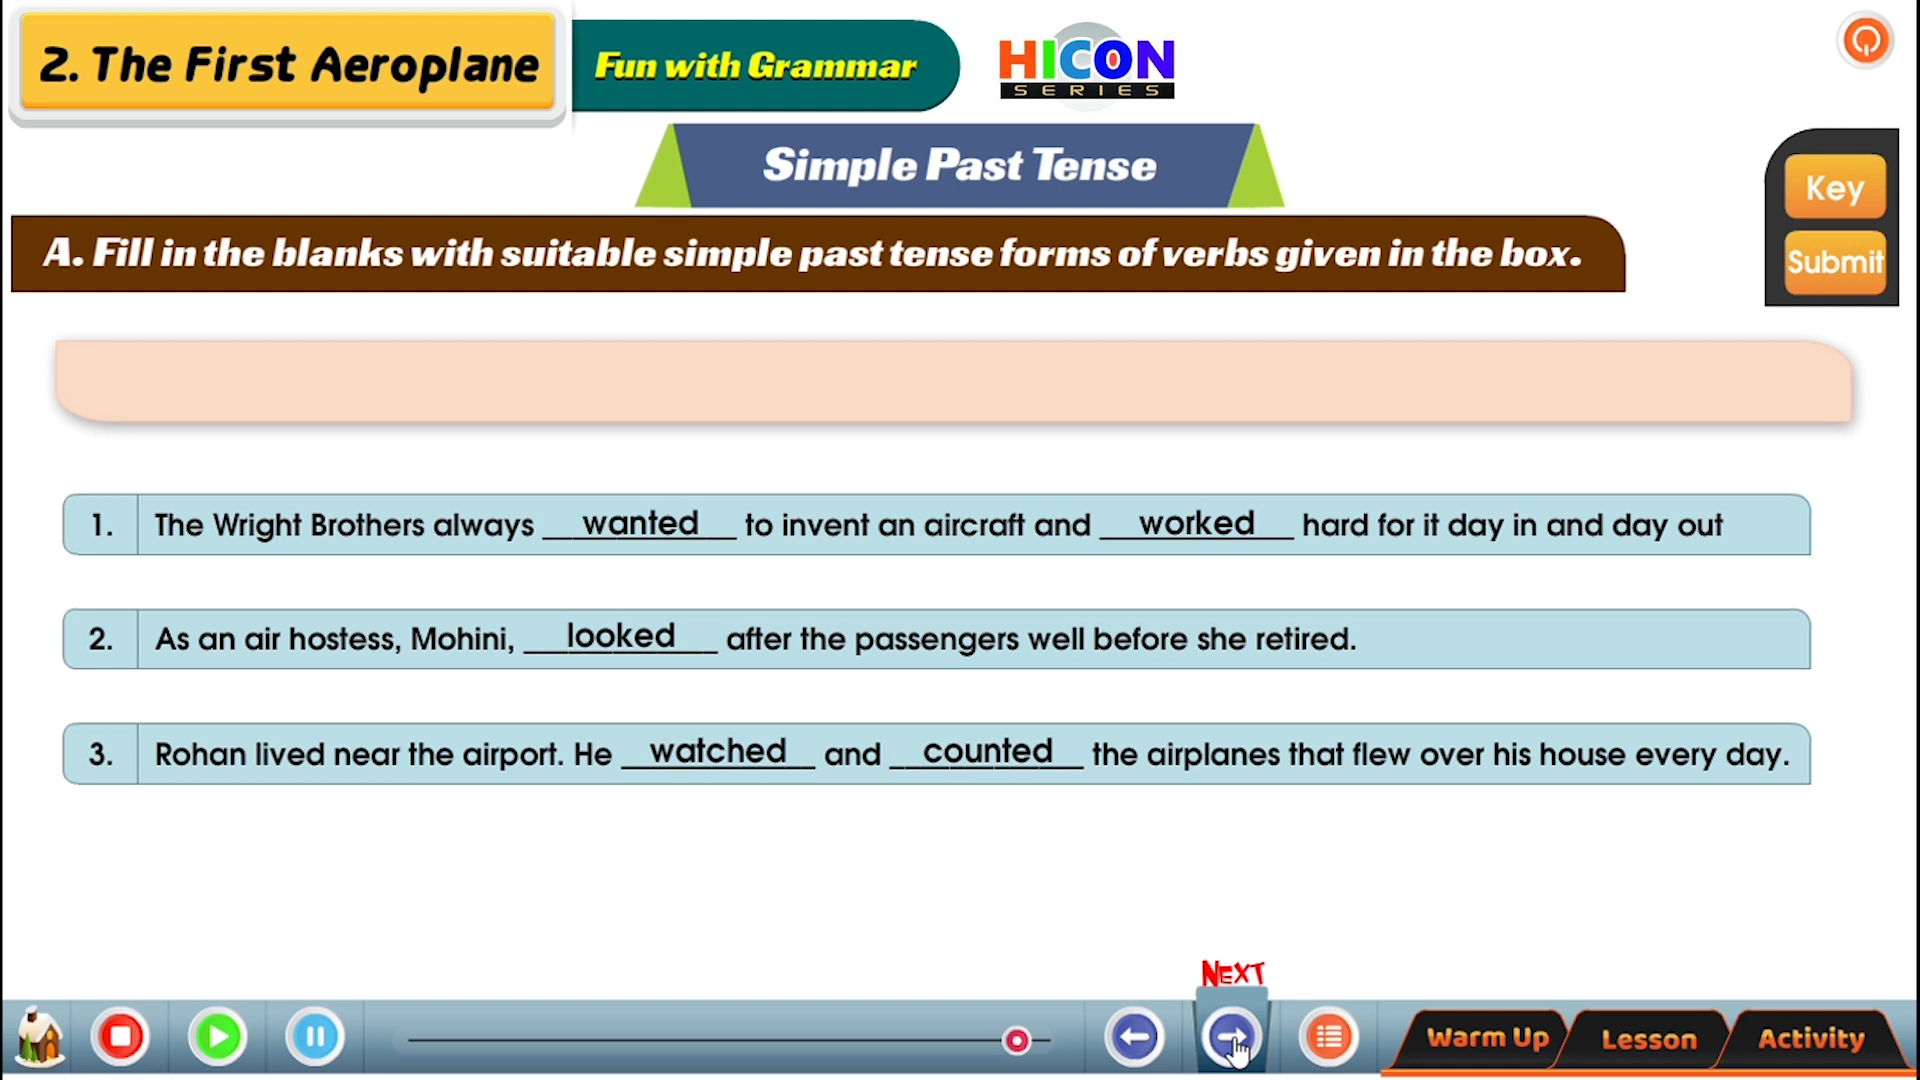 2. The First Aeroplane
Fun with Grammar
HICON
SERIES
Simple Past Tense
Key
Submit
A. Fill in the blanks with suitable simple past tense forms of verbs given in the box.
1. The Wright Brothers always wanted to invent an aircraft and worked hard for it day in and day out
2. As an air hostess, Mohini, looked after the passengers well before she retired.
3. Rohan lived near the airport. He watched and counted the airplanes that flew over his house every day.
NEXT
Warm Up Lesson Activity